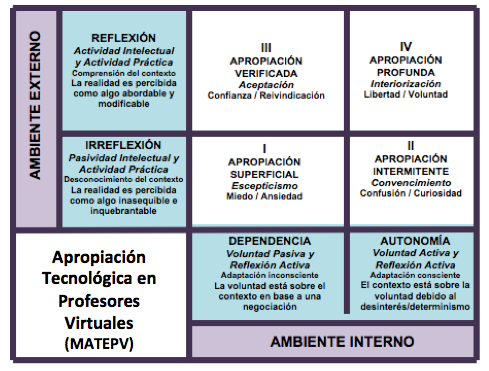 AMBIENTE EXTERNO
REFLEXIÓN
Actividad Intelectual
y Actividad Práctica
Comprensión del contexto
La realidad es percibida
como algo abordable y
modificable
III
APROPIACIÓN
VERIFICADA
Aceptación
Confianza / Reivindicación
IV
APROPIACIÓN
PROFUNDA
Interiorización
Libertad / Voluntad
IRREFLEXIÓN
Pasividad Intelectual y
Actividad Práctica
Desconocimiento del contexto
La realidad es percibida
como algo inasequible e
inquebrantable
I
APROPIACIÓN
SUPERFICIAL
Escepticismo
Miedo / Ansiedad
II
APROPIACIÓN
INTERMITENTE
Convencimiento
Confusión / Curiosidad
Apropiación
Tecnológica en
Profesores
Virtuales
(MATEPV)
DEPENDENCIA
Voluntad Pasiva y
Reflexión Activa
Adaptación inconsciente
La voluntad está sobre el
contexto en base a una
negociación
AUTONOMÍA
Voluntad Activa y
Reflexión Activa
Adaptación consciente
El contexto está sobre la
voluntad debido al
desinterés/determinismo
AMBIENTE INTERNO